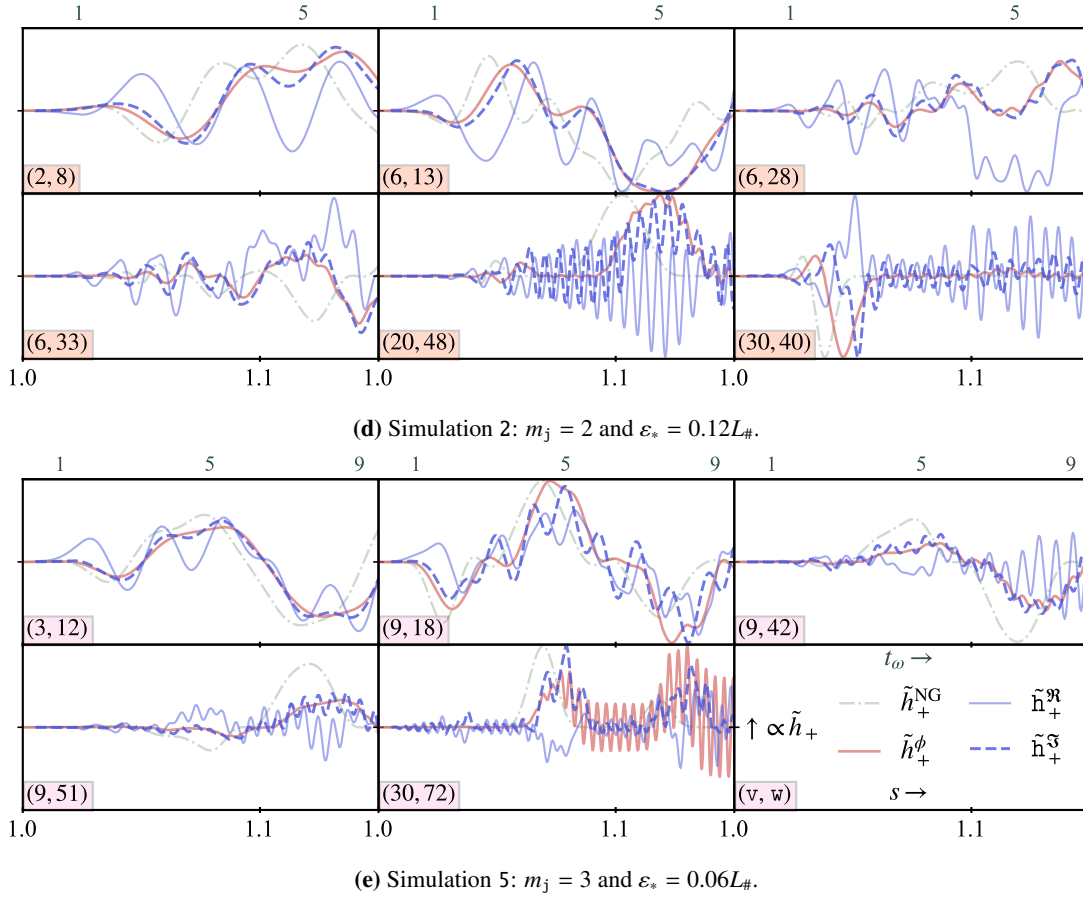 1 5 1 5 1 5
(2, 8) (6, 13) (6, 28)
(6, 33) (20, 48) (30, 40)
1.0 1.1 1.0 1.1 1.0 1.1
(d) Simulation 2: m_j = 2 and ε_* = 0.12L_#.
1 5 9 1 5 9 1 5 9
(3, 12) (9, 18) (9, 42)
t_ω →
h̃_+^NG h̃_+^ℜ
↑ ∝ h̃_+
h̃_+^ϕ h̃_+^ℑ
(9, 51) (30, 72) (v, w) s →
1.0 1.1 1.0 1.1 1.0 1.1
(e) Simulation 5: m_j = 3 and ε_* = 0.06L_#.